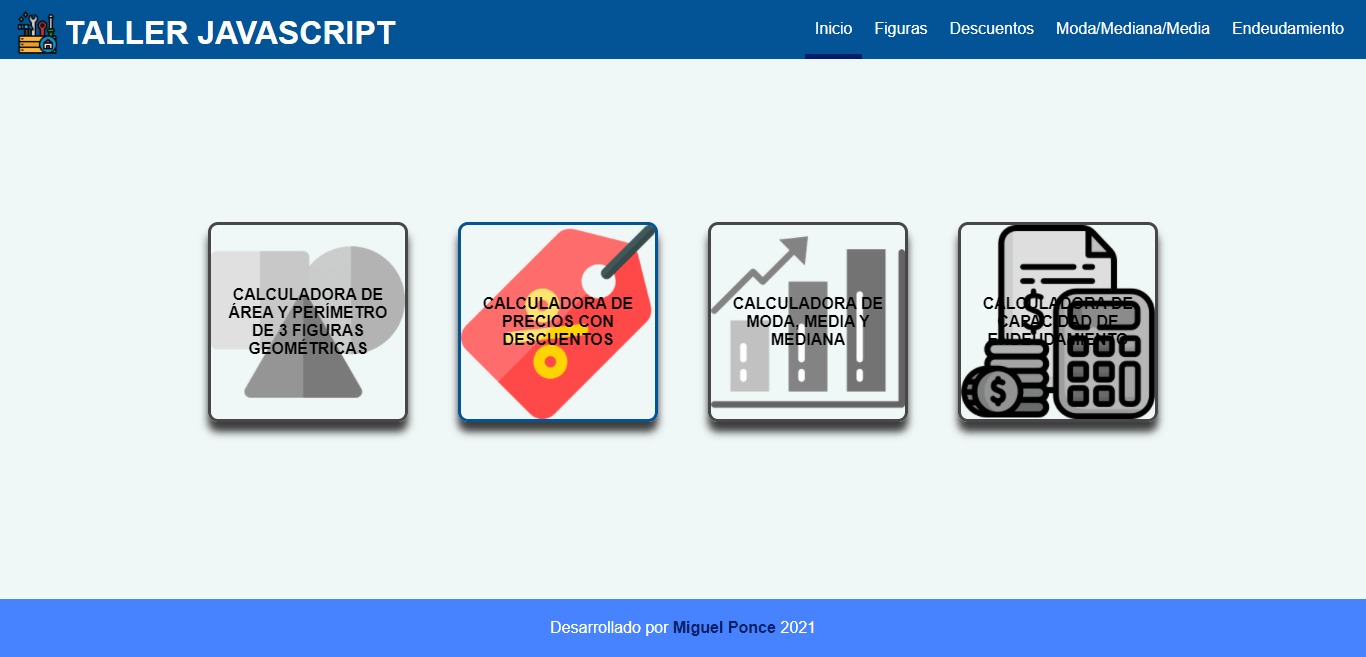 TALLER JAVASCRIPT
Inicio Figuras Descuentos Moda/Mediana/Media Endeudamiento
CALCULADORA DE
ÁREA Y PERÍMETRO
DE 3 FIGURAS
GEOMÉTRICAS
CALCULADORA DE
PRECIOS CON
DESCUENTOS
CALCULADORA DE
MODA, MEDIA Y
MEDIANA
CALCULADORA DE
CAPACIDAD DE
ENDEUDAMIENTO
$
$
Desarrollado por Miguel Ponce 2021